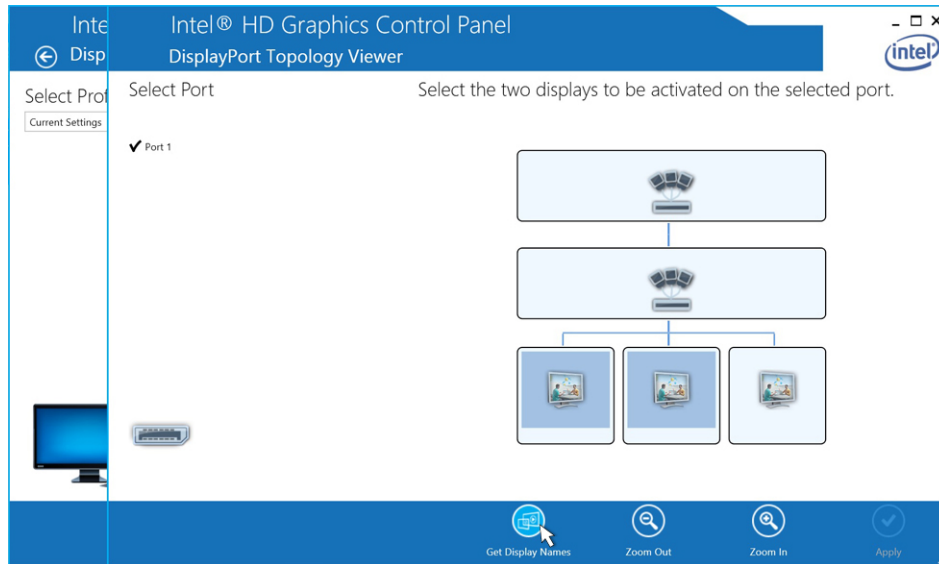 Inte
Intel® HD Graphics Control Panel
Disp
DisplayPort Topology Viewer
intel
Select Prof
Select Port
Select the two displays to be activated on the selected port.
Current Settings
Port 1
Get Display Names
Zoom Out
Zoom In
Apply